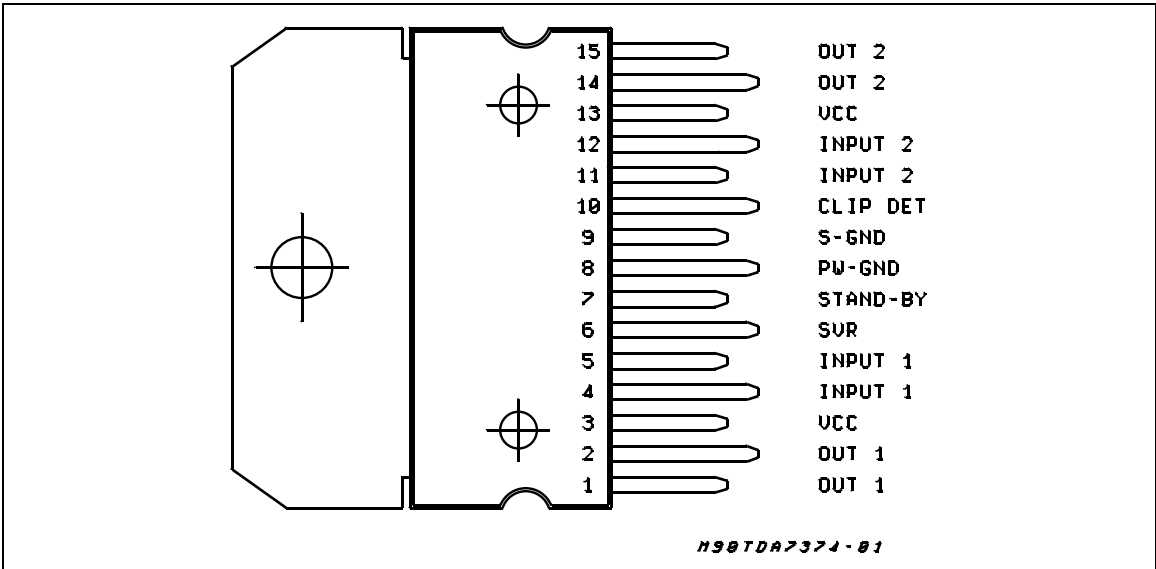 15 OUT 2
14 OUT 2
13 VCC
12 INPUT 2
11 INPUT 2
10 CLIP DET
9 S-GND
8 PW-GND
7 STAND-BY
6 SVR
5 INPUT 1
4 INPUT 1
3 VCC
2 OUT 1
1 OUT 1
M90TDA7374-01